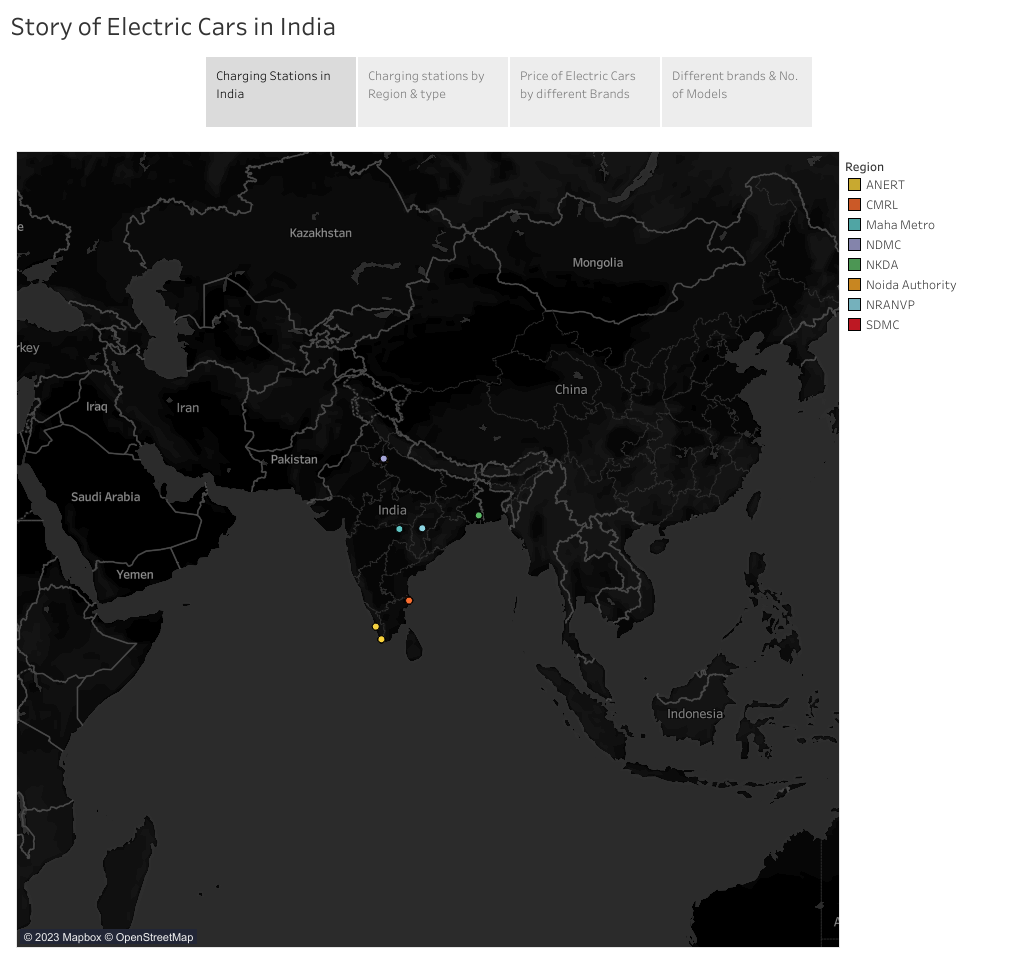 Story of Electric Cars in India
Charging Stations in
India
Charging stations by
Region & type
Price of Electric Cars
by different Brands
Different brands & No.
of Models
Region
ANERT
CMRL
Maha Metro
NDMC
NKDA
Noida Authority
NRANVP
SDMC
e
Kazakhstan
Mongolia
rkey
China
Iraq
Iran
Pakistan
Saudi Arabia
India
Yemen
Indonesia
A
© 2023 Mapbox © OpenStreetMap